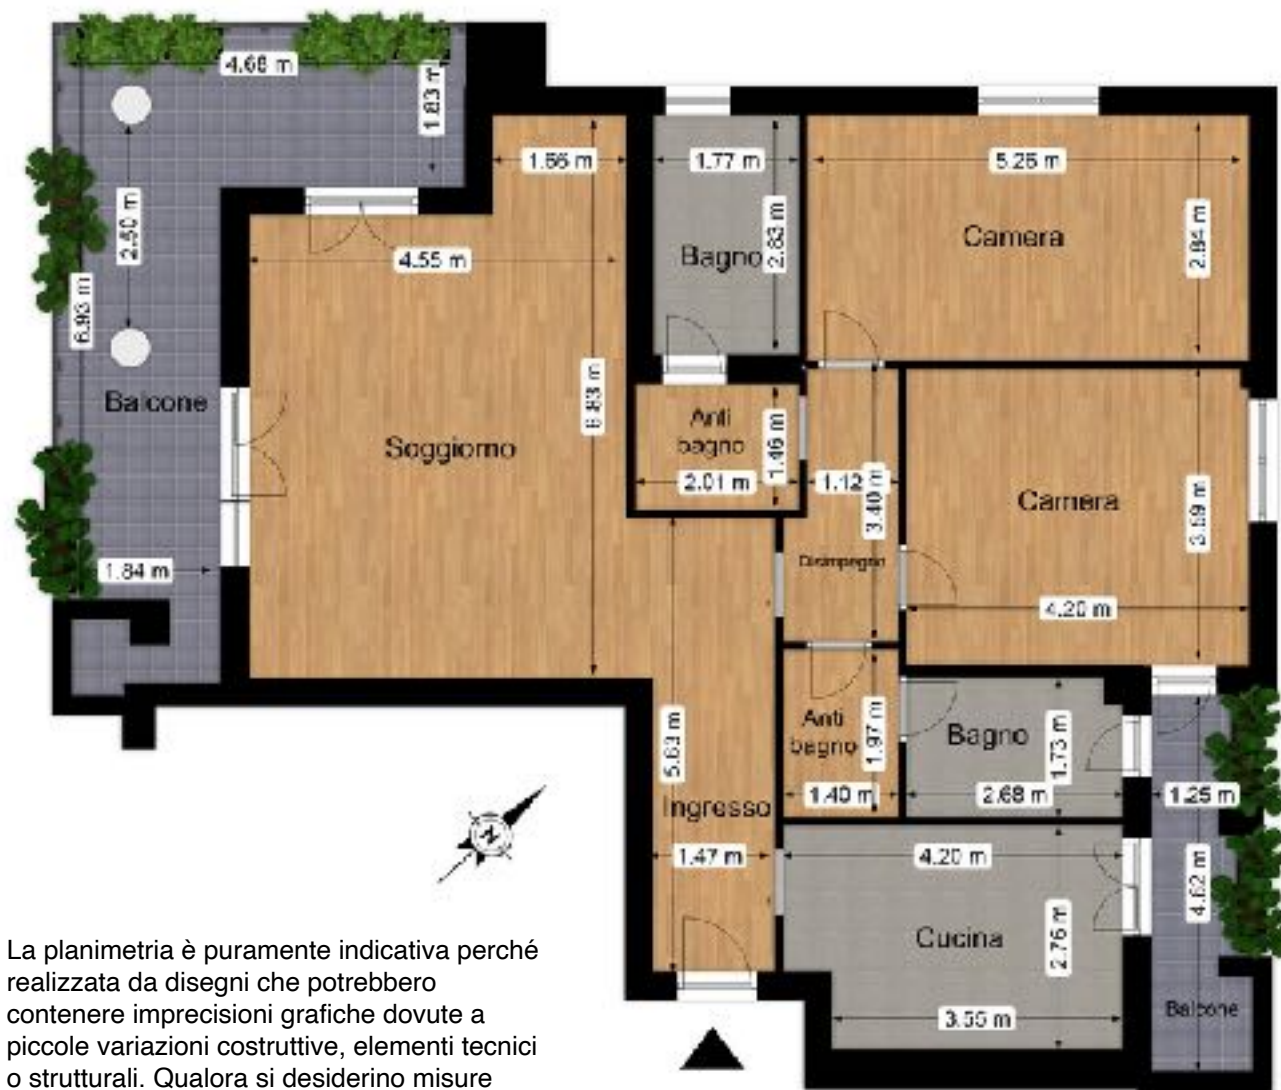 4.68 m
1.83 m
1.66 m
1.77 m
5.26 m
2.50 m
2.83 m
2.84 m
Camera
Bagno
4.55 m
6.93 m
6.83 m
Balcone
Soggiorno
Anti
bagno
1.46 m
2.01 m
1.12
3.40 m
Camera
3.59 m
Disimpegno
1.84 m
4.20 m
5.63 m
Anti
bagno
1.97 m
Bagno
1.73 m
1.40 m
2.68 m
1.25 m
Ingresso
1.47 m
4.20 m
4.62 m
Cucina
2.76 m
3.55 m
Balcone
N
La planimetria è puramente indicativa perché
realizzata da disegni che potrebbero
contenere imprecisioni grafiche dovute a
piccole variazioni costruttive, elementi tecnici
o strutturali. Qualora si desiderino misure